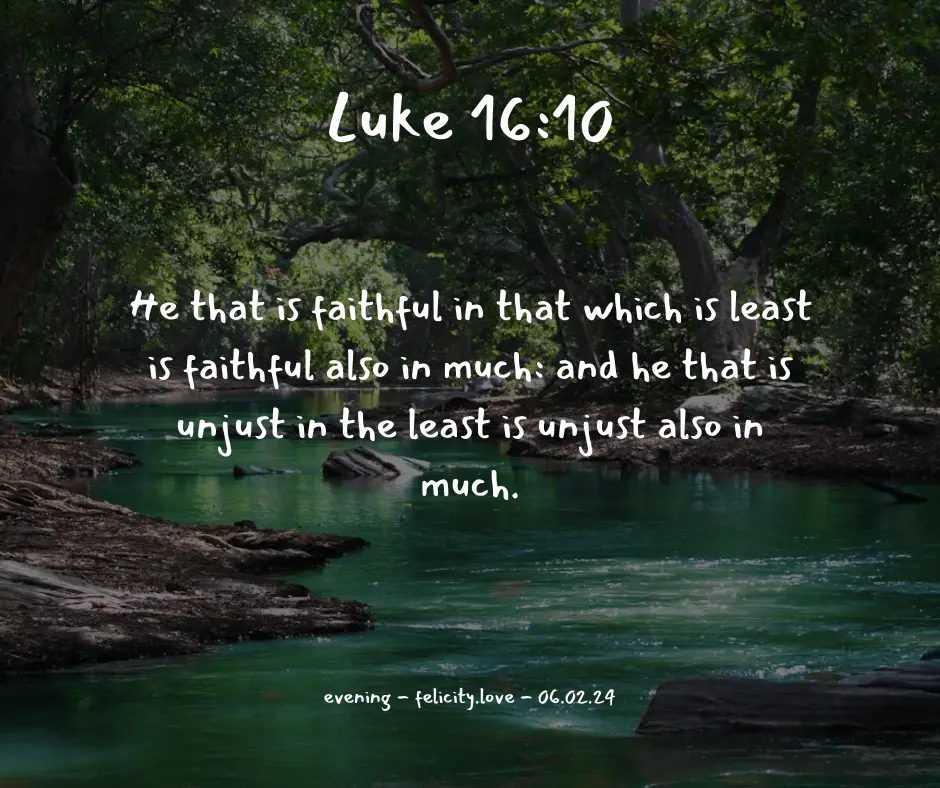 Luke 16:10
He that is faithful in that which is least
is faithful also in much: and he that is
unjust in the least is unjust also in
much.
evening - felicity.love - 06.02.24